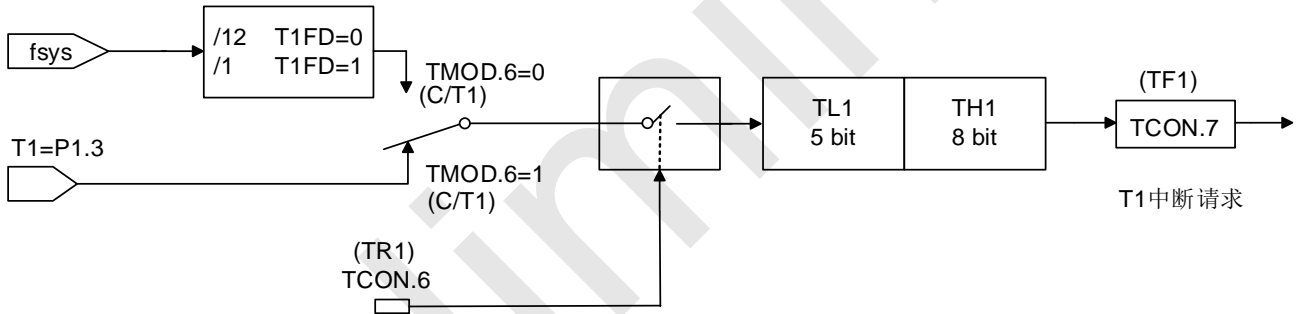 fsys
/12 T1FD=0
/1 T1FD=1
TMOD.6=0
(C/T1)
T1=P1.3
TMOD.6=1
(C/T1)
(TR1)
TCON.6
TL1
5 bit
TH1
8 bit
(TF1)
TCON.7
T1中断请求